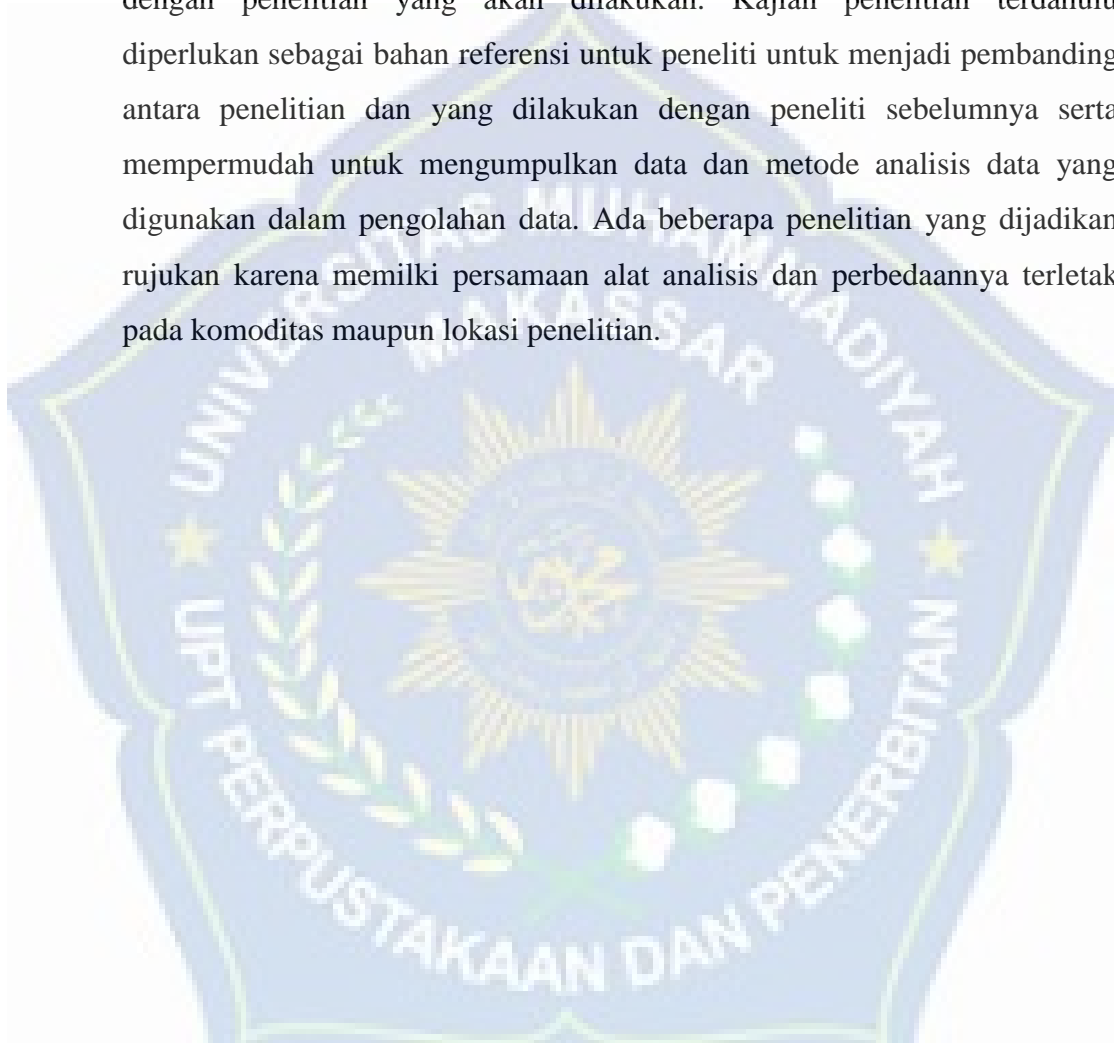 dengan penelitian yang akan dilakukan. Kajian penelitian terdahulu
diperlukan sebagai bahan referensi untuk peneliti untuk menjadi pembanding
antara penelitian dan yang dilakukan dengan peneliti sebelumnya serta
mempermudah untuk mengumpulkan data dan metode analisis data yang
digunakan dalam pengolahan data. Ada beberapa penelitian yang dijadikan
rujukan karena memilki persamaan alat analisis dan perbedaannya terletak
pada komoditas maupun lokasi penelitian.
UNIVERSITAS MUHAMMADIYAH
MAKASSAR
UPT PERPUSTAKAAN DAN PENERBITAN